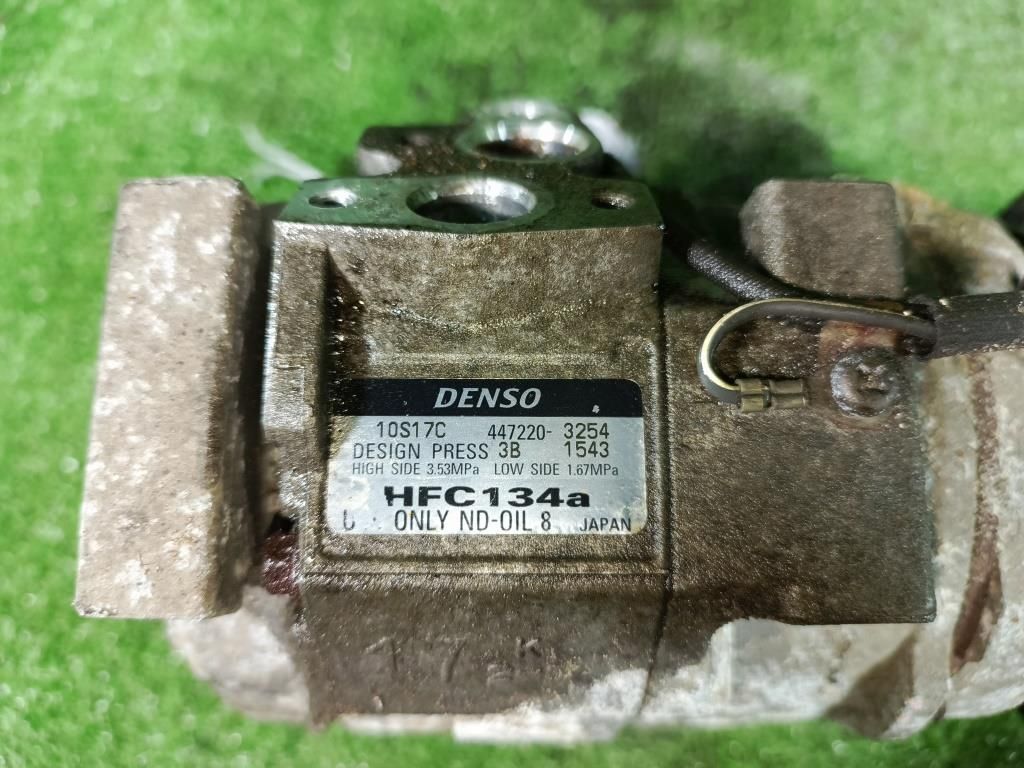 DENSO
10S17C 447220- 3254
DESIGN PRESS 3B 1543
HIGH SIDE 3.53MPa LOW SIDE 1.67MPa
HFC134a
ONLY ND-OIL 8 JAPAN
17